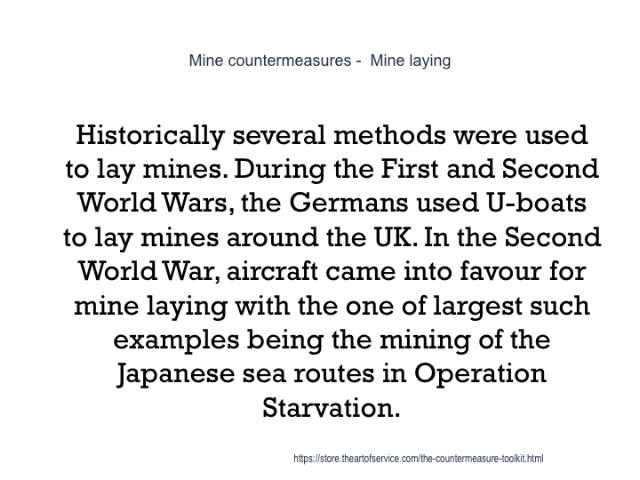 Mine countermeasures -  Mine laying
Historically several methods were used
to lay mines. During the First and Second
World Wars, the Germans used U-boats
to lay mines around the UK. In the Second
World War, aircraft came into favour for
mine laying with the one of largest such
examples being the mining of the
Japanese sea routes in Operation
Starvation.
https://store.theartofservice.com/the-countermeasure-toolkit.html